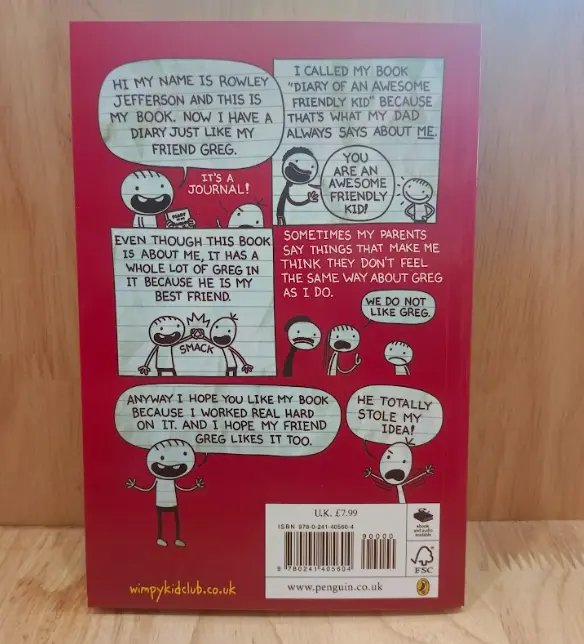 HI MY NAME IS ROWLEY
JEFFERSON AND THIS IS
MY BOOK. NOW I HAVE A
DIARY JUST LIKE MY
FRIEND GREG.
IT'S A
JOURNAL!
DIARY
I CALLED MY BOOK
"DIARY OF AN AWESOME
FRIENDLY KID" BECAUSE
THAT'S WHAT MY DAD
ALWAYS SAYS ABOUT ME.
YOU
ARE AN
AWESOME
FRIENDLY
KID!
EVEN THOUGH THIS BOOK
IS ABOUT ME, IT HAS A
WHOLE LOT OF GREG IN
IT BECAUSE HE IS MY
BEST FRIEND.
SMACK
SOMETIMES MY PARENTS
SAY THINGS THAT MAKE ME
THINK THEY DON'T FEEL
THE SAME WAY ABOUT GREG
AS I DO.
WE DO NOT
LIKE GREG.
ANYWAY I HOPE YOU LIKE MY BOOK
BECAUSE I WORKED REAL HARD
ON IT. AND I HOPE MY FRIEND
GREG LIKES IT TOO.
HE TOTALLY
STOLE MY
IDEA!
U.K. £7.99
ISBN 978-0-241-40560-4
90000
9 780241 405604
ebook
and audio
available
FSC
www.penguin.co.uk
wimpykidclub.co.uk